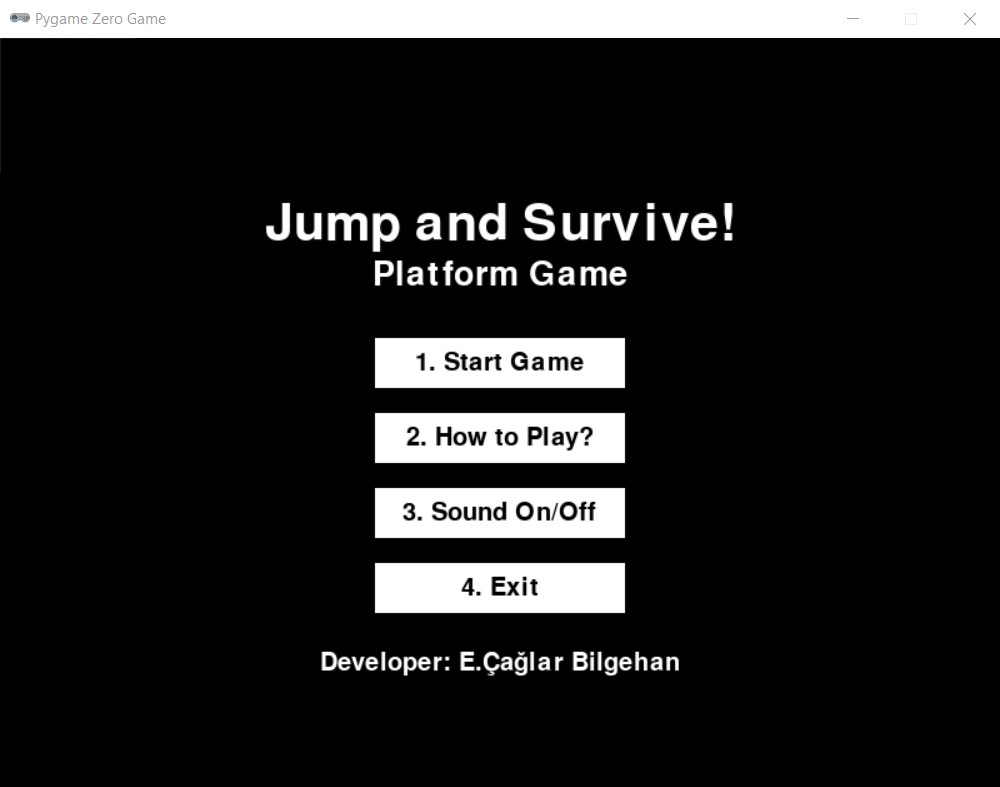 Pygame Zero Game
Jump and Survive!
Platform Game
1. Start Game
2. How to Play?
3. Sound On/Off
4. Exit
Developer: E.Çağlar Bilgehan